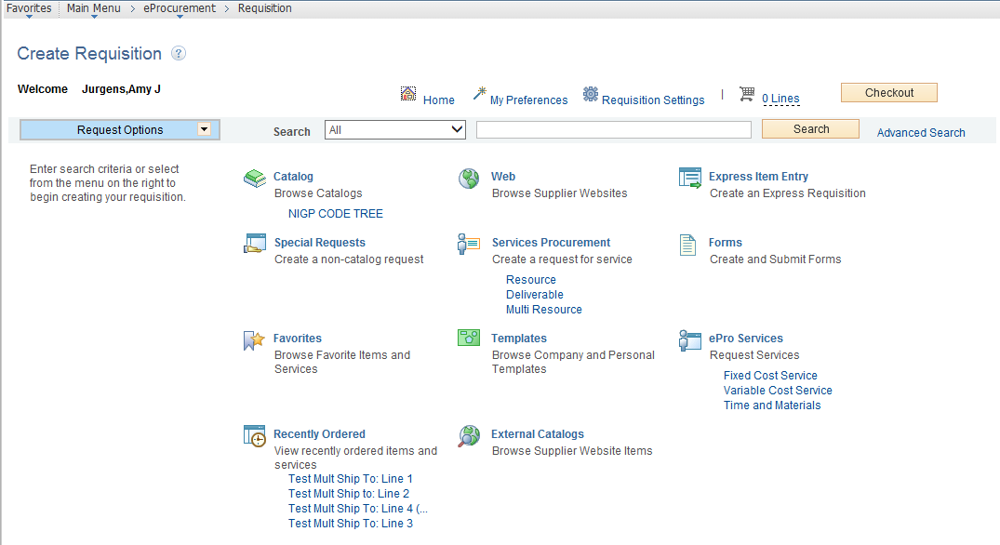 Favorites Main Menu > eProcurement > Requisition
Create Requisition ?
Welcome Jurgens,Amy J
Home My Preferences Requisition Settings | 0 Lines Checkout
Request Options Search All Search Advanced Search
Enter search criteria or select
from the menu on the right to
begin creating your requisition.
Catalog
Browse Catalogs
NIGP CODE TREE
Web
Browse Supplier Websites
Express Item Entry
Create an Express Requisition
Special Requests
Create a non-catalog request
Services Procurement
Create a request for service
Resource
Deliverable
Multi Resource
Forms
Create and Submit Forms
Favorites
Browse Favorite Items and
Services
Templates
Browse Company and Personal
Templates
ePro Services
Request Services
Fixed Cost Service
Variable Cost Service
Time and Materials
Recently Ordered
View recently ordered items and
services
Test Mult Ship To: Line 1
Test Mult Ship to: Line 2
Test Mult Ship To: Line 4 (...
Test Mult Ship To: Line 3
External Catalogs
Browse Supplier Website Items